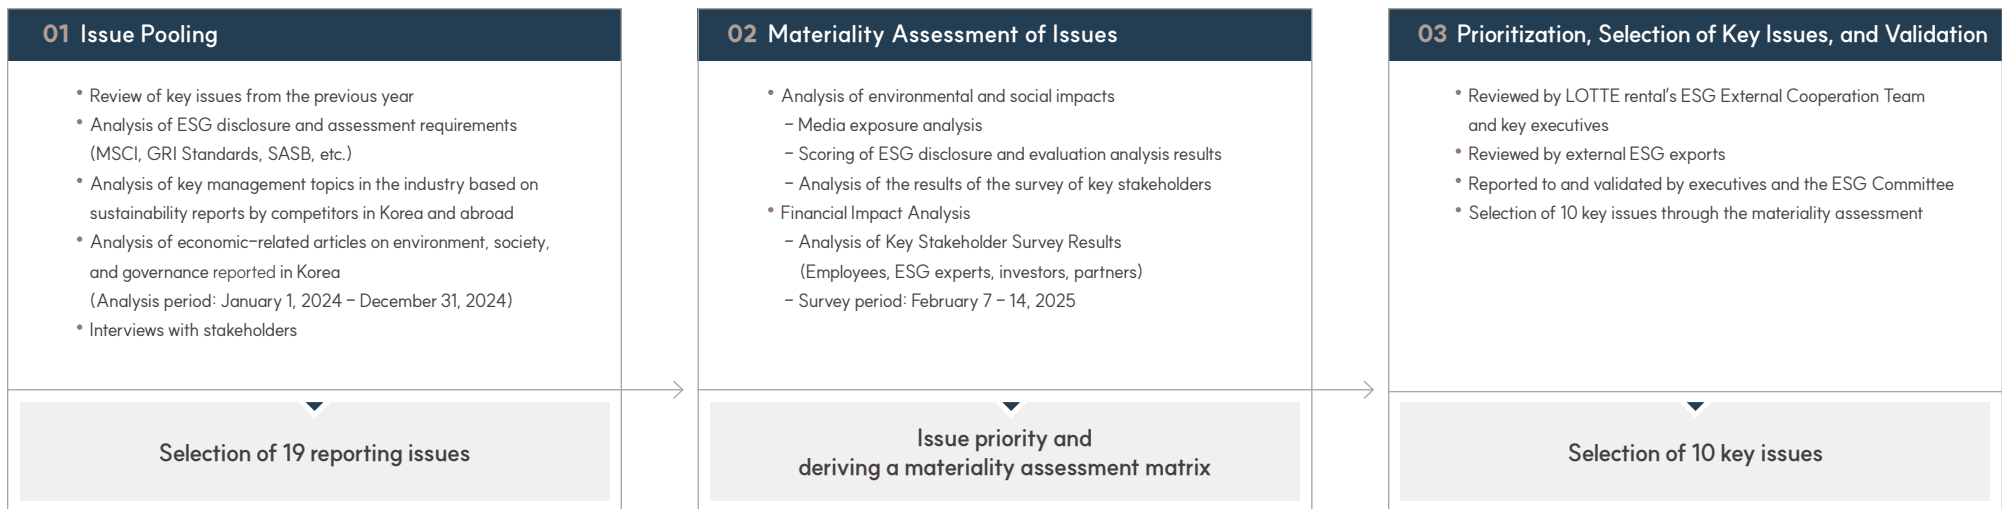 01 Issue Pooling
• Review of key issues from the previous year
• Analysis of ESG disclosure and assessment requirements
(MSCI, GRI Standards, SASB, etc.)
• Analysis of key management topics in the industry based on
sustainability reports by competitors in Korea and abroad
• Analysis of economic-related articles on environment, society,
and governance reported in Korea
(Analysis period: January 1, 2024 - December 31, 2024)
• Interviews with stakeholders
Selection of 19 reporting issues
02 Materiality Assessment of Issues
• Analysis of environmental and social impacts
- Media exposure analysis
- Scoring of ESG disclosure and evaluation analysis results
- Analysis of the results of the survey of key stakeholders
• Financial Impact Analysis
- Analysis of Key Stakeholder Survey Results
(Employees, ESG experts, investors, partners)
- Survey period: February 7 - 14, 2025
Issue priority and
deriving a materiality assessment matrix
03 Prioritization, Selection of Key Issues, and Validation
• Reviewed by LOTTE rental's ESG External Cooperation Team
and key executives
• Reviewed by external ESG exports
• Reported to and validated by executives and the ESG Committee
• Selection of 10 key issues through the materiality assessment
Selection of 10 key issues